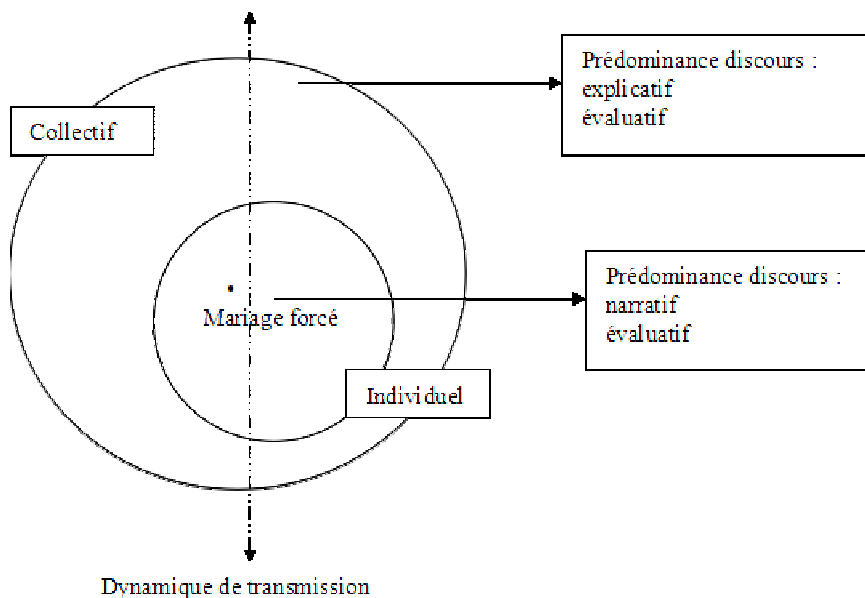 Prédominance discours :
explicatif
évaluatif
Collectif
Prédominance discours :
narratif
évaluatif
Mariage forcé
Individuel
Dynamique de transmission